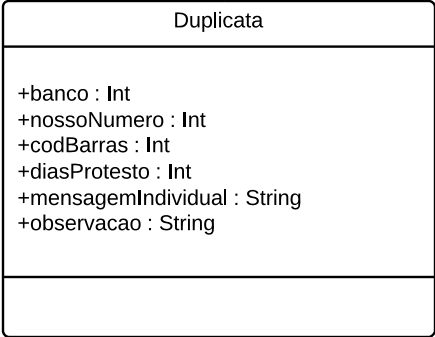 Duplicata
+banco : Int
+nossoNumero : Int
+codBarras : Int
+diasProtesto : Int
+mensagemIndividual : String
+observacao : String